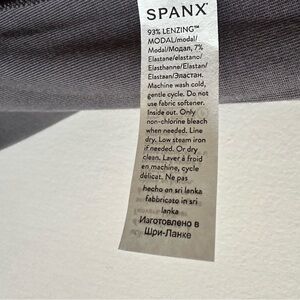 SPANX®
93% LENZING™
MODAL/modal/
Modal/Модал, 7%
Elastane/elastano/
Elasthanne/Elastan/
Elastaan/Эластан.
Machine wash cold,
gentle cycle. Do not
use fabric softener.
Inside out. Only
non-chlorine bleach
when needed. Line
dry. Low steam iron
if needed. Or dry
clean. Layer à froid
en machine, cycle
délicat. Ne pas
hecho en sri lanka
fabbricato in sri
lanka
Изготовлено в
Шри-Ланке